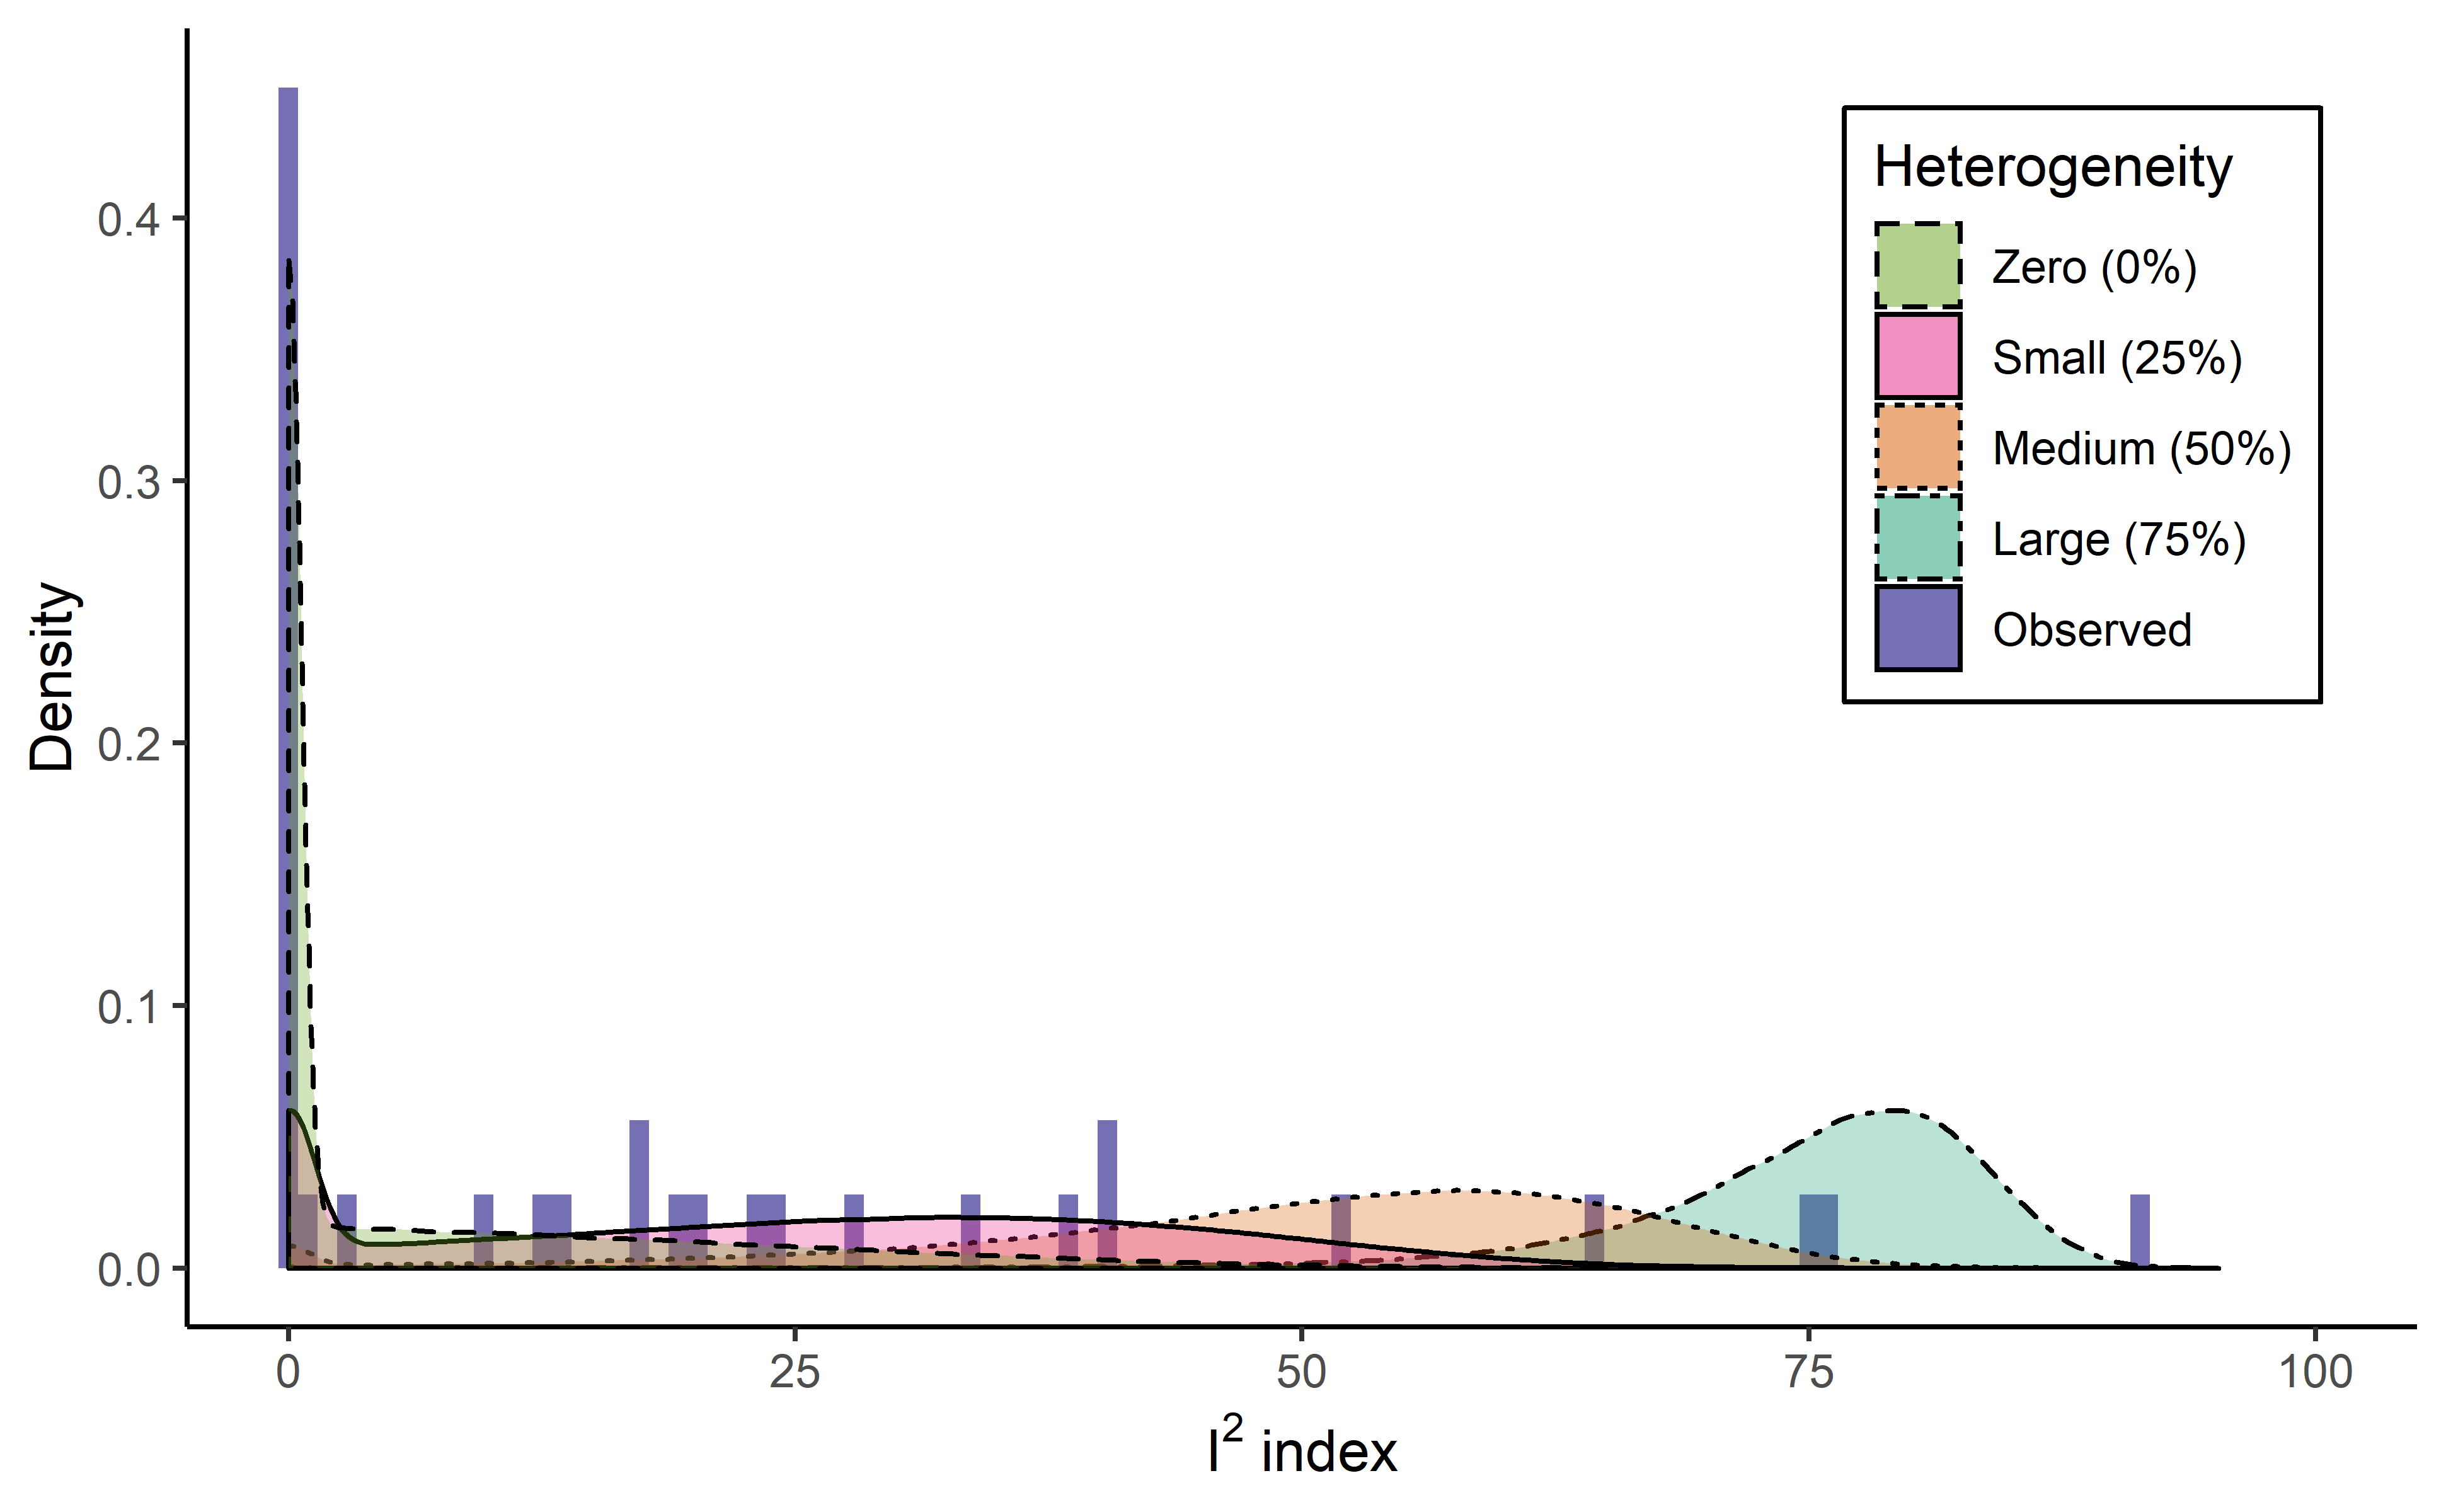 Density
0.4
0.3
0.2
0.1
0.0
0
25
50
75
100
I² index
Heterogeneity
Zero (0%)
Small (25%)
Medium (50%)
Large (75%)
Observed